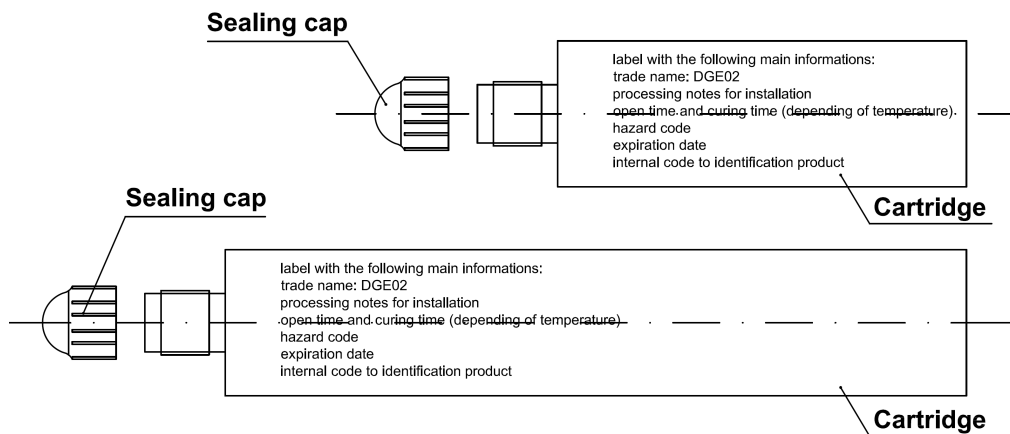 Sealing cap
label with the following main informations:
trade name: DGE02
processing notes for installation
open time and curing time (depending of temperature)
hazard code
expiration date
internal code to identification product
Cartridge
Sealing cap
label with the following main informations:
trade name: DGE02
processing notes for installation
open time and curing time (depending of temperature)
hazard code
expiration date
internal code to identification product
Cartridge